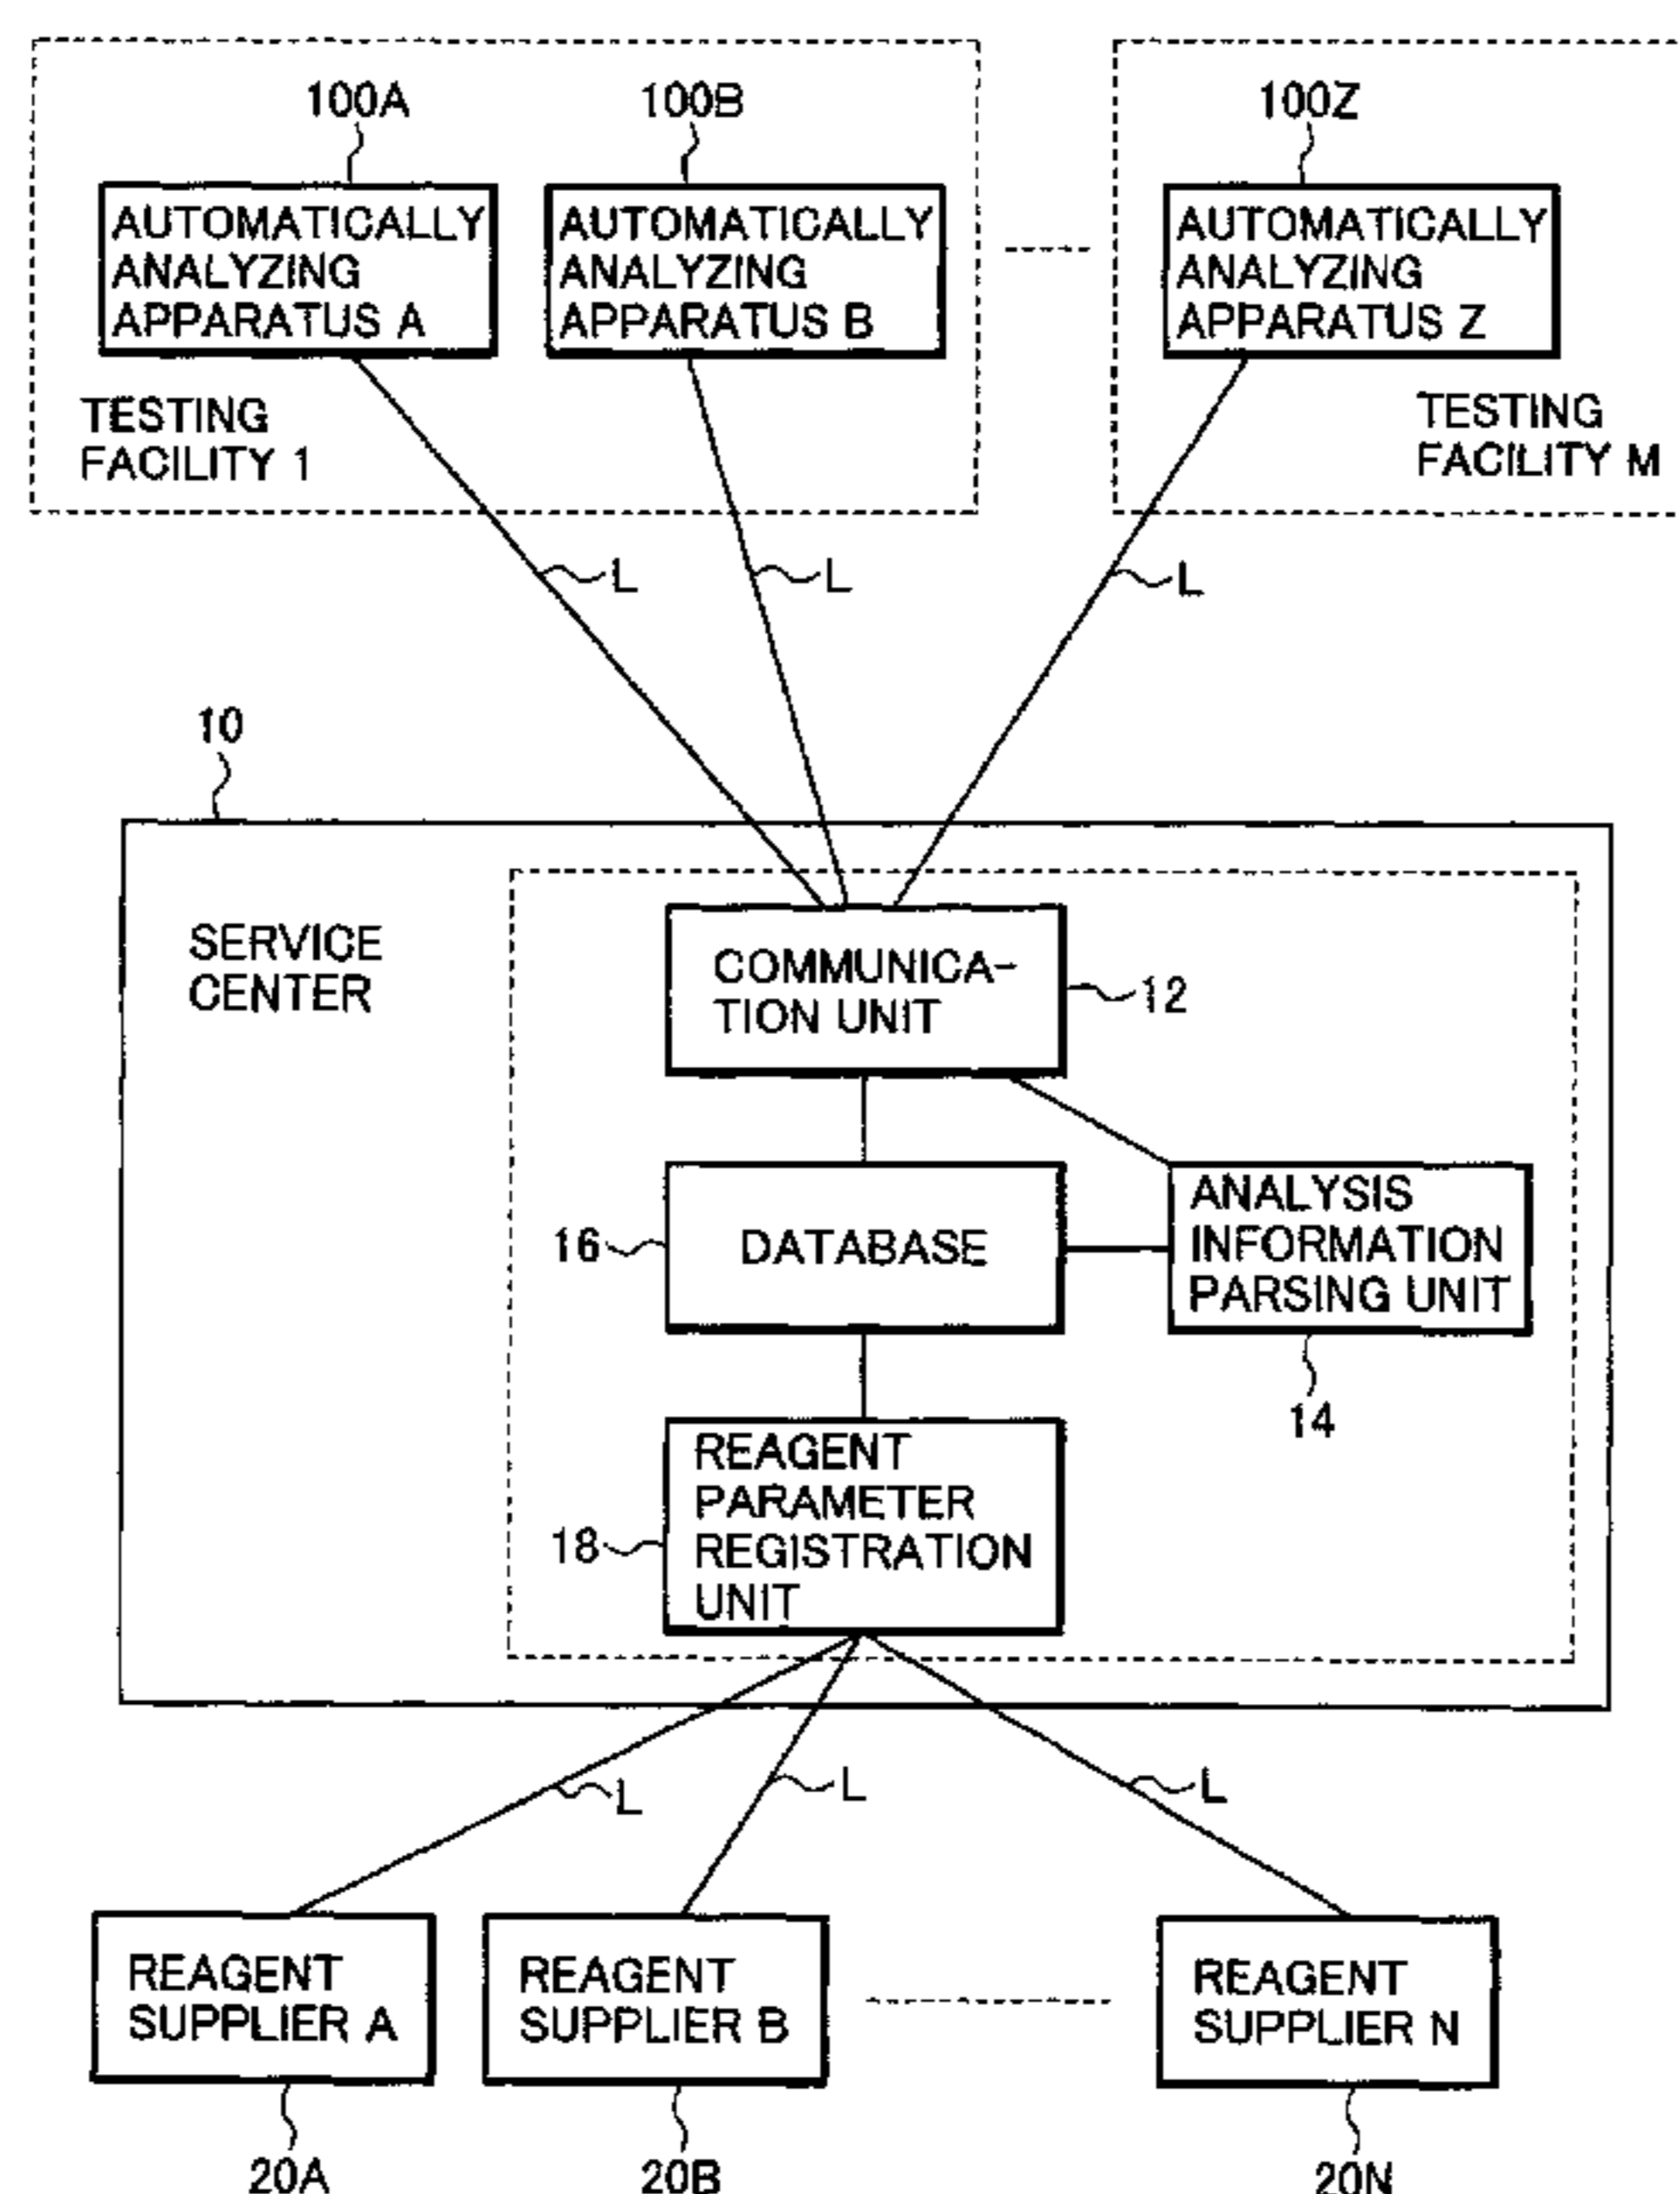 100A
100B
100Z
AUTOMATICALLY
ANALYZING
APPARATUS A
AUTOMATICALLY
ANALYZING
APPARATUS B
AUTOMATICALLY
ANALYZING
APPARATUS Z
TESTING
FACILITY 1
TESTING
FACILITY M
L
L
L
10
SERVICE
CENTER
COMMUNICA-
TION UNIT
12
16
DATABASE
ANALYSIS
INFORMATION
PARSING UNIT
14
18
REAGENT
PARAMETER
REGISTRATION
UNIT
L
L
L
REAGENT
SUPPLIER A
REAGENT
SUPPLIER B
REAGENT
SUPPLIER N
20A
20B
20N